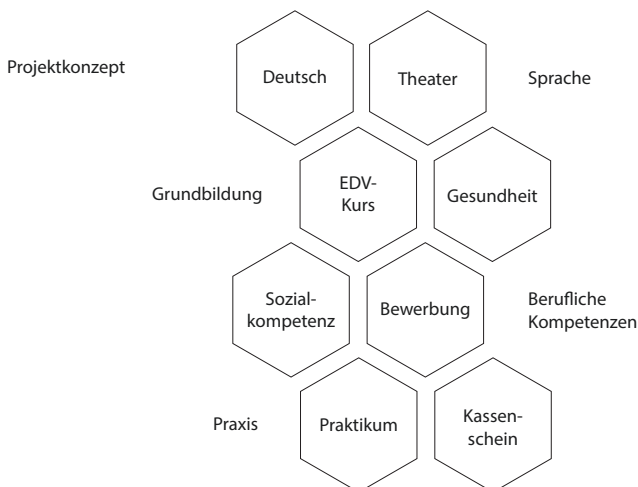 Projektkonzept
Deutsch
Theater
Sprache
Grundbildung
EDV-
Kurs
Gesundheit
Sozial-
kompetenz
Bewerbung
Berufliche
Kompetenzen
Praxis
Praktikum
Kassen-
schein